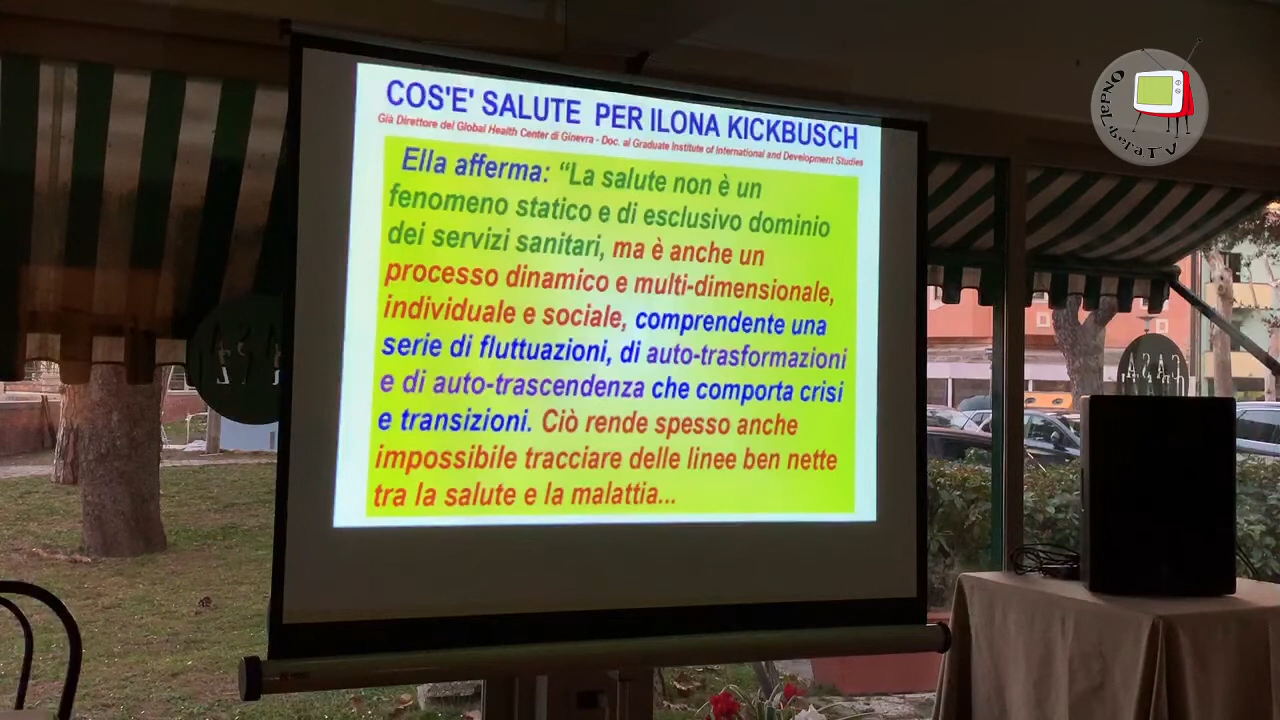 COS'E' SALUTE PER ILONA KICKBUSCH
Già Direttore del Global Health Center di Ginevra - Doc. al Graduate Institute of International and Development Studies
Ella afferma: “La salute non è un
fenomeno statico e di esclusivo dominio
dei servizi sanitari, ma è anche un
processo dinamico e multi-dimensionale,
individuale e sociale, comprendente una
serie di fluttuazioni, di auto-trasformazioni
e di auto-trascendenza che comporta crisi
e transizioni. Ciò rende spesso anche
impossibile tracciare delle linee ben nette
tra la salute e la malattia...
OndaLiberaTV
CASA
CASA